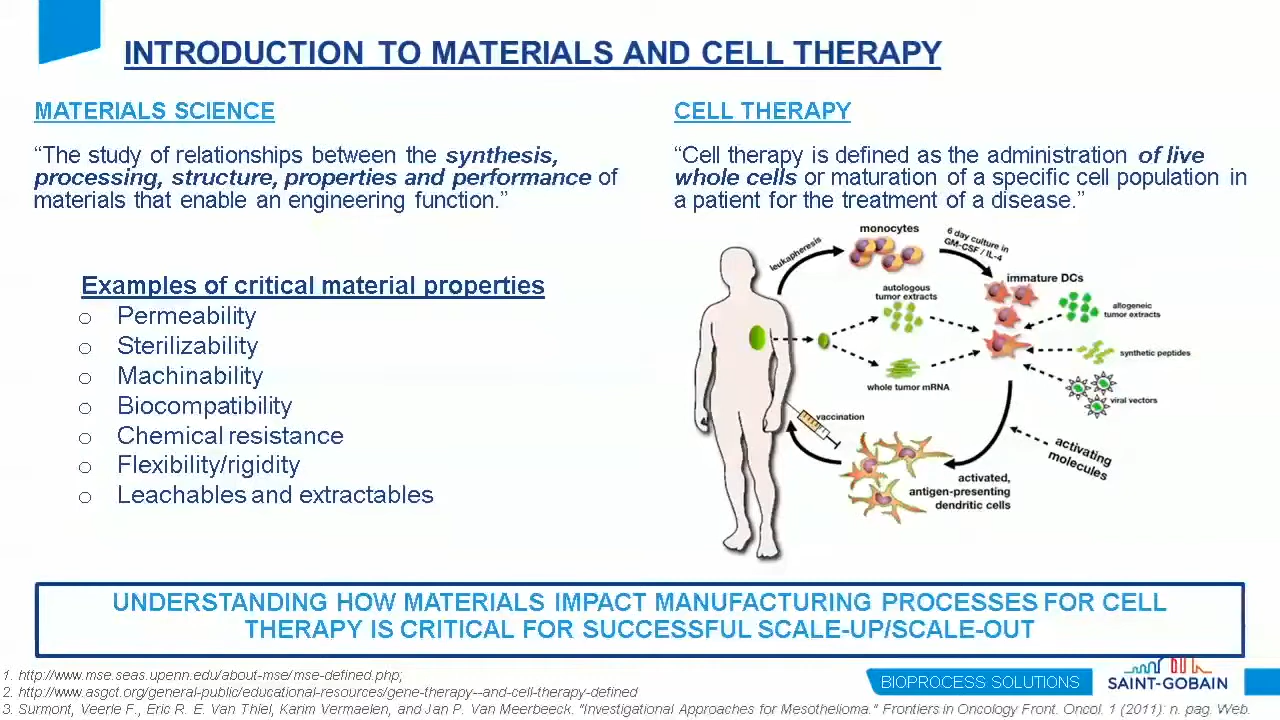 INTRODUCTION TO MATERIALS AND CELL THERAPY
MATERIALS SCIENCE
“The study of relationships between the synthesis,
processing, structure, properties and performance of
materials that enable an engineering function.”
Examples of critical material properties
Permeability
Sterilizability
Machinability
Biocompatibility
Chemical resistance
Flexibility/rigidity
Leachables and extractables
CELL THERAPY
“Cell therapy is defined as the administration of live
whole cells or maturation of a specific cell population in
a patient for the treatment of a disease.”
leukapheresis
monocytes
6 day culture in
GM-CSF / IL-4
immature DCs
autologous
tumor extracts
allogeneic
tumor extracts
synthetic peptides
whole tumor mRNA
viral vectors
vaccination
activating
molecules
activated,
antigen-presenting
dendritic cells
UNDERSTANDING HOW MATERIALS IMPACT MANUFACTURING PROCESSES FOR CELL
THERAPY IS CRITICAL FOR SUCCESSFUL SCALE-UP/SCALE-OUT
1. http://www.mse.seas.upenn.edu/about-mse/mse-defined.php;
2. http://www.asgct.org/general-public/educational-resources/gene-therapy--and-cell-therapy-defined
3. Surmont, Veerle F., Eric R. E. Van Thiel, Karim Vermaelen, and Jan P. Van Meerbeeck. "Investigational Approaches for Mesothelioma." Frontiers in Oncology Front. Oncol. 1 (2011): n. pag. Web.
BIOPROCESS SOLUTIONS
SAINT-GOBAIN